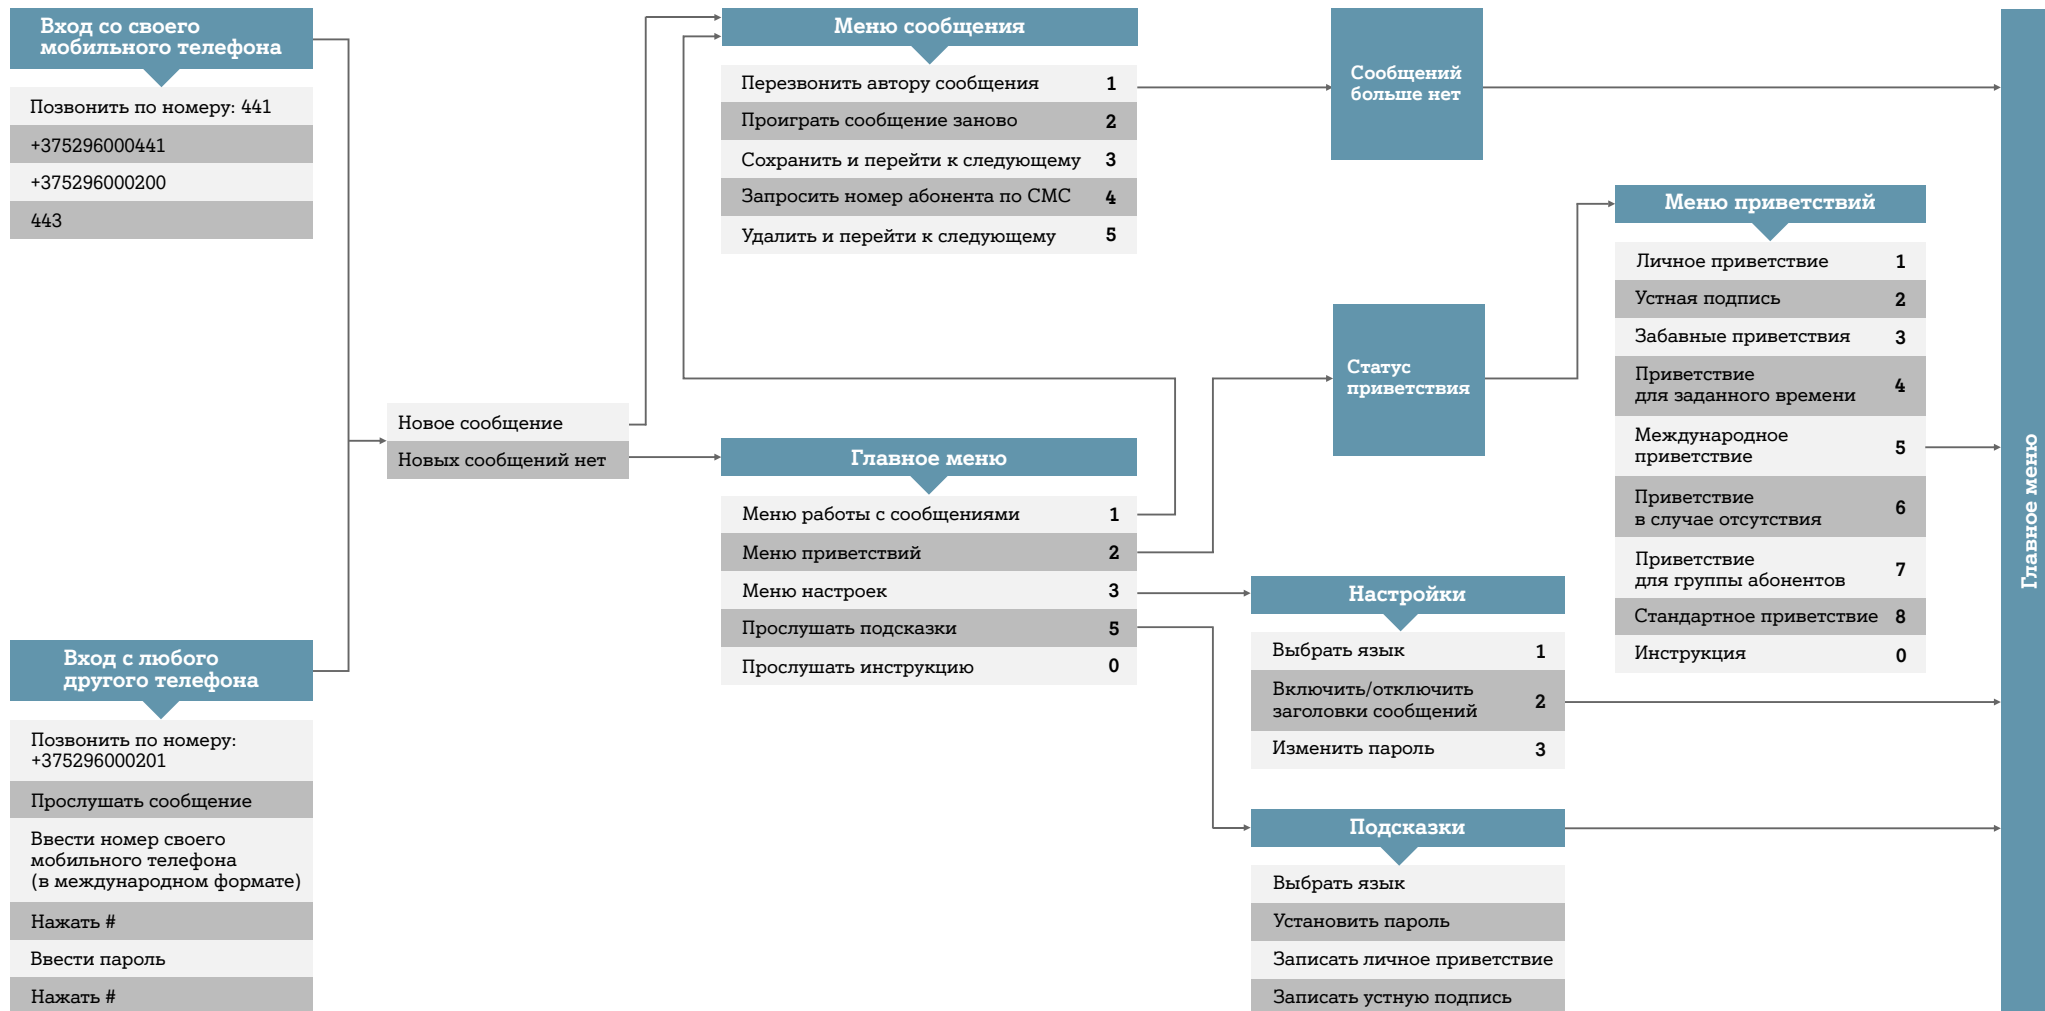 Вход со своего
мобильного телефона
Позвонить по номеру: 441
+375296000441
+375296000200
443
Вход с любого
другого телефона
Позвонить по номеру:
+375296000201
Прослушать сообщение
Ввести номер своего
мобильного телефона
(в международном формате)
Нажать #
Ввести пароль
Нажать #
Новое сообщение
Новых сообщений нет
Меню сообщения
Перезвонить автору сообщения 1
Проиграть сообщение заново 2
Сохранить и перейти к следующему 3
Запросить номер абонента по СМС 4
Удалить и перейти к следующему 5
Главное меню
Меню работы с сообщениями 1
Меню приветствий 2
Меню настроек 3
Прослушать подсказки 5
Прослушать инструкцию 0
Сообщений
больше нет
Статус
приветствия
Настройки
Выбрать язык 1
Включить/отключить
заголовки сообщений 2
Изменить пароль 3
Подсказки
Выбрать язык
Установить пароль
Записать личное приветствие
Записать устную подпись
Меню приветствий
Личное приветствие 1
Устная подпись 2
Забавные приветствия 3
Приветствие
для заданного времени 4
Международное
приветствие 5
Приветствие
в случае отсутствия 6
Приветствие
для группы абонентов 7
Стандартное приветствие 8
Инструкция 0
Главное меню